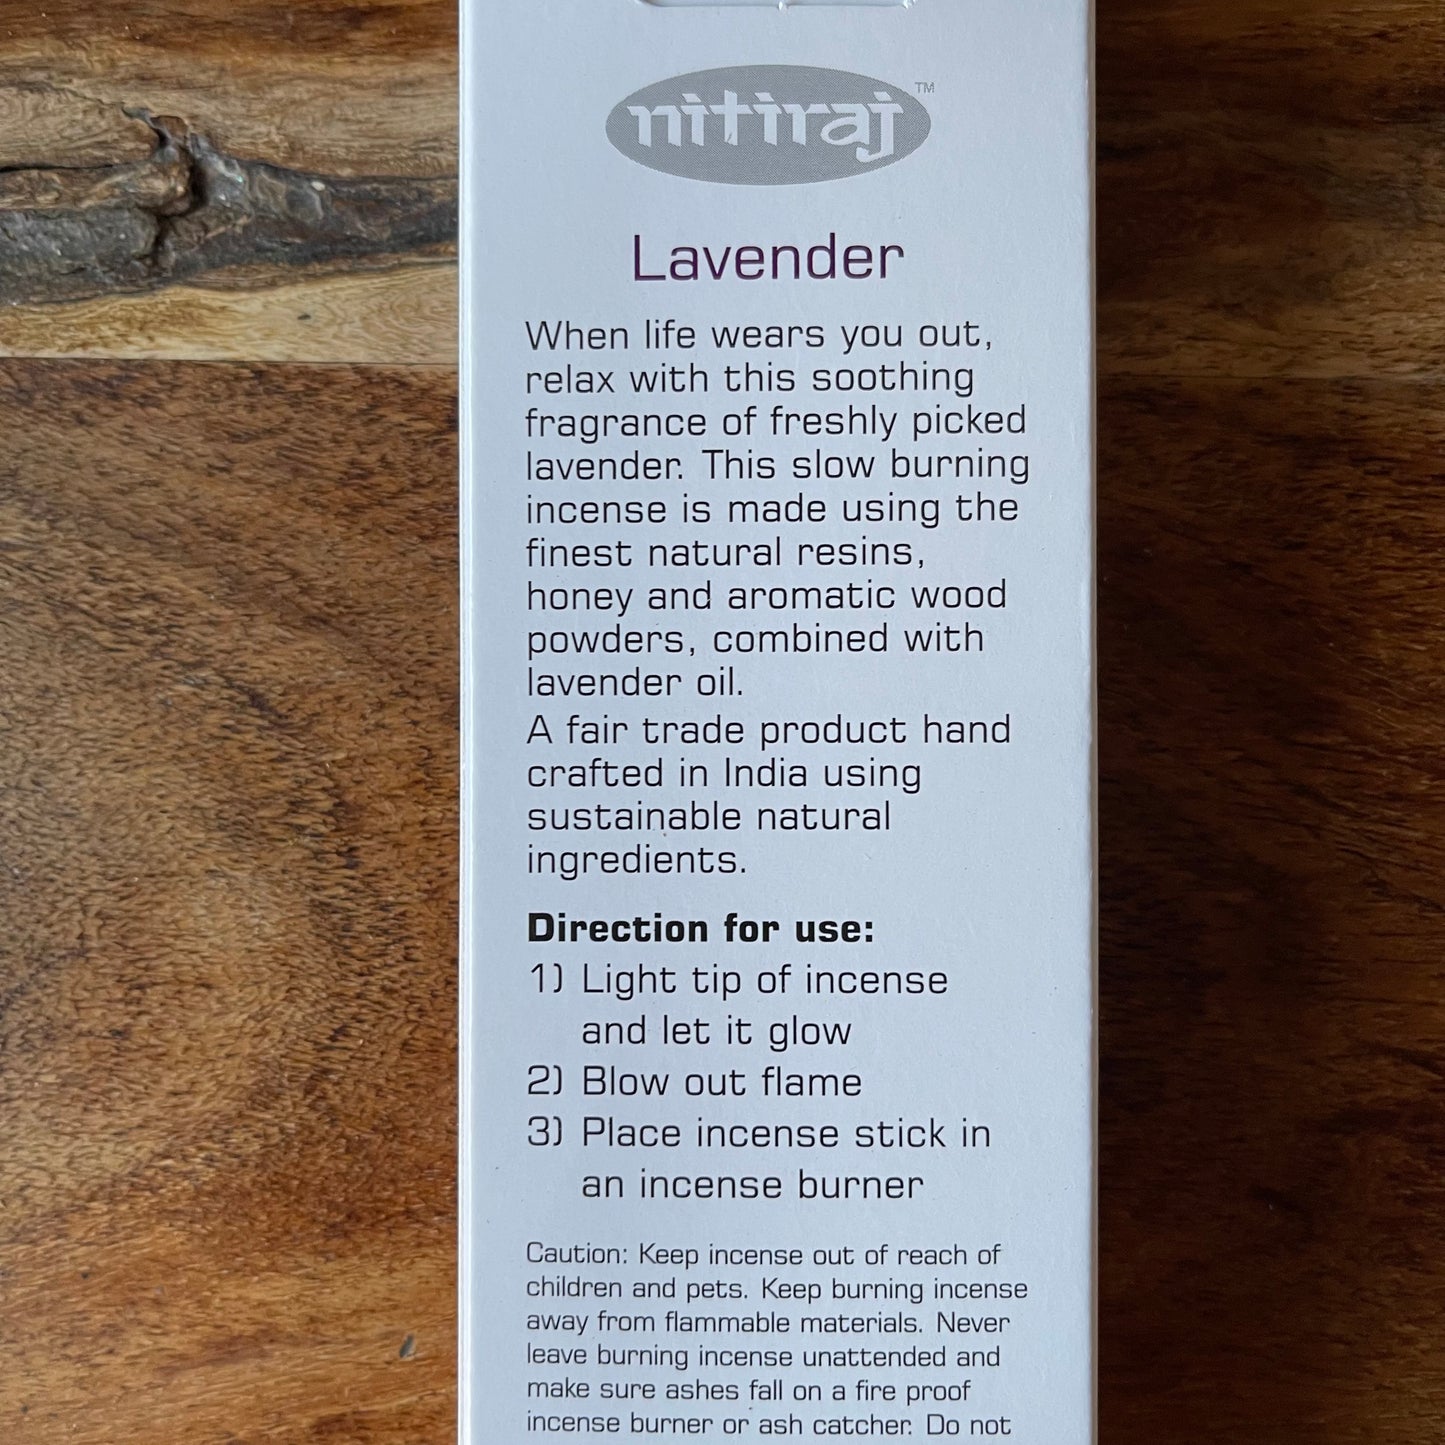 nitiraj TM
Lavender
When life wears you out,
relax with this soothing
fragrance of freshly picked
lavender. This slow burning
incense is made using the
finest natural resins,
honey and aromatic wood
powders, combined with
lavender oil.
A fair trade product hand
crafted in India using
sustainable natural
ingredients.
Direction for use:
1) Light tip of incense
and let it glow
2) Blow out flame
3) Place incense stick in
an incense burner
Caution: Keep incense out of reach of
children and pets. Keep burning incense
away from flammable materials. Never
leave burning incense unattended and
make sure ashes fall on a fire proof
incense burner or ash catcher. Do not